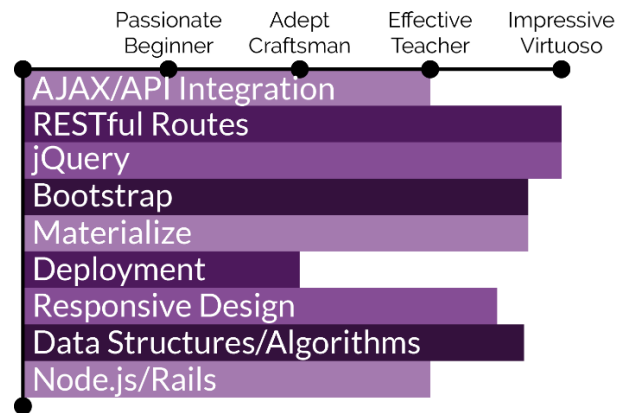 Passionate Beginner
Adept Craftsman
Effective Teacher
Impressive Virtuoso
AJAX/API Integration
RESTful Routes
jQuery
Bootstrap
Materialize
Deployment
Responsive Design
Data Structures/Algorithms
Node.js/Rails